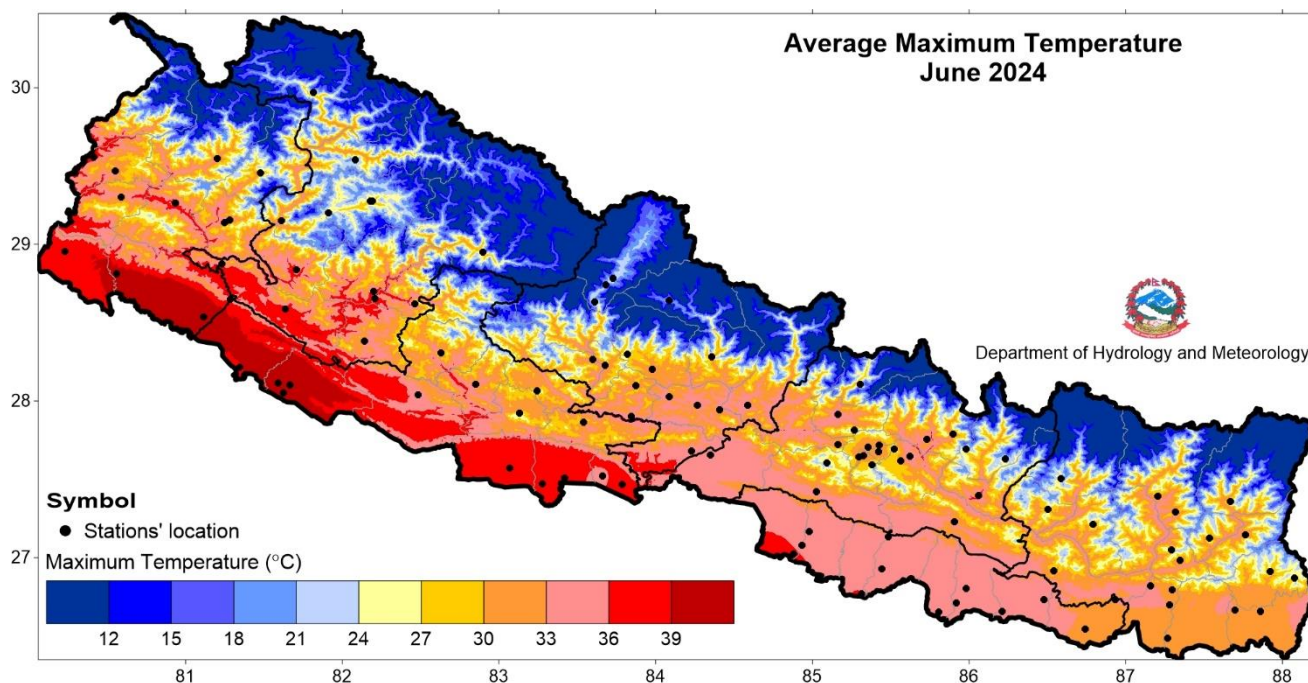 Average Maximum Temperature
June 2024
30
29
28
27
Department of Hydrology and Meteorology
Symbol
Stations' location
Maximum Temperature (°C)
12 15 18 21 24 27 30 33 36 39
81 82 83 84 85 86 87 88